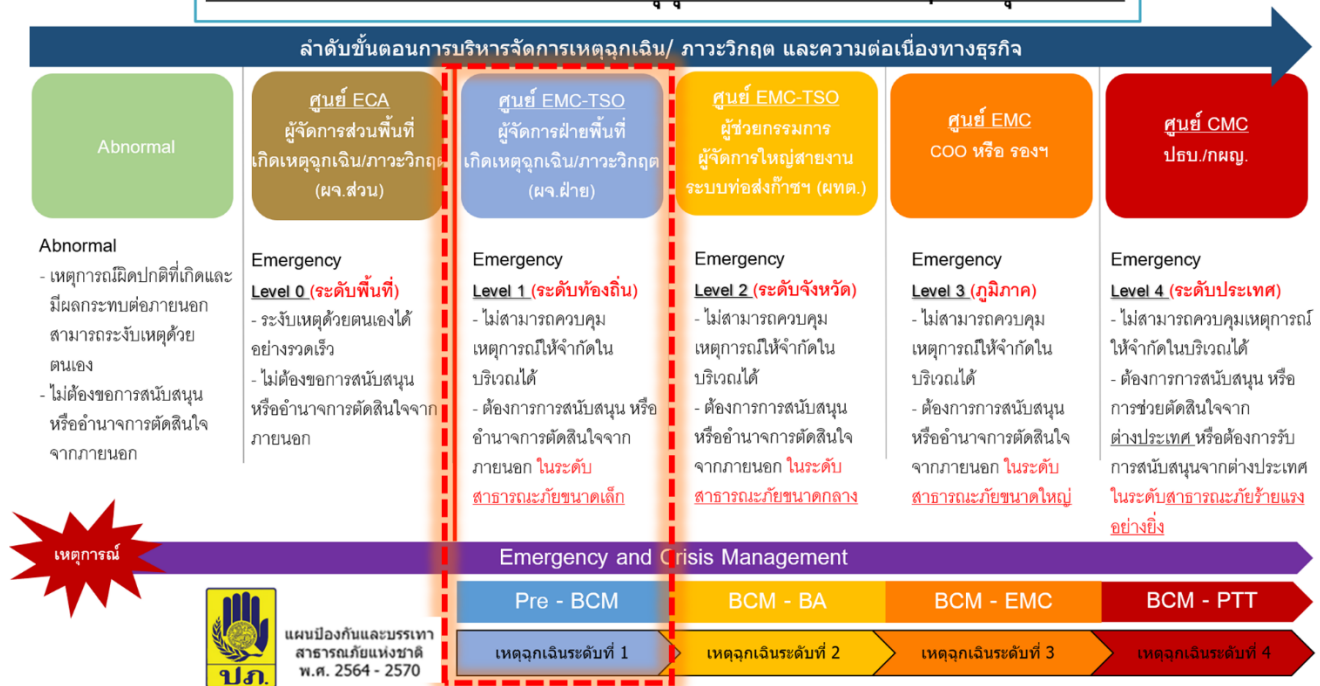 ลำดับขั้นตอนการบริหารจัดการเหตุฉุกเฉิน/ ภาวะวิกฤต และความต่อเนื่องทางธุรกิจ
Abnormal
ศูนย์ ECA
ผู้จัดการส่วนพื้นที่
เกิดเหตุฉุกเฉิน/ภาวะวิกฤต
(ผจ.ส่วน)
ศูนย์ EMC-TSO
ผู้จัดการฝ่ายพื้นที่
เกิดเหตุฉุกเฉิน/ภาวะวิกฤต
(ผจ.ฝ่าย)
ศูนย์ EMC-TSO
ผู้ช่วยกรรมการ
ผู้จัดการใหญ่สายงาน
ระบบท่อส่งก๊าซฯ (ผทต.)
ศูนย์ EMC
COO หรือ รองฯ
ศูนย์ CMC
ปธบ./กผญ.
Abnormal
- เหตุการณ์ผิดปกติที่เกิดและ
มีผลกระทบต่อภายนอก
สามารถระงับเหตุด้วย
ตนเอง
- ไม่ต้องขอการสนับสนุน
หรืออำนาจการตัดสินใจ
จากภายนอก
Emergency
Level 0 (ระดับพื้นที่)
- ระงับเหตุด้วยตนเองได้
อย่างรวดเร็ว
- ไม่ต้องขอการสนับสนุน
หรืออำนาจการตัดสินใจจาก
ภายนอก
Emergency
Level 1 (ระดับท้องถิ่น)
- ไม่สามารถควบคุม
เหตุการณ์ให้จำกัดใน
บริเวณได้
- ต้องการการสนับสนุน หรือ
อำนาจการตัดสินใจจาก
ภายนอก ในระดับ
สาธารณะภัยขนาดเล็ก
Emergency
Level 2 (ระดับจังหวัด)
- ไม่สามารถควบคุม
เหตุการณ์ให้จำกัดใน
บริเวณได้
- ต้องการการสนับสนุน
หรืออำนาจการตัดสินใจ
จากภายนอก ในระดับ
สาธารณะภัยขนาดกลาง
Emergency
Level 3 (ภูมิภาค)
- ไม่สามารถควบคุม
เหตุการณ์ให้จำกัดใน
บริเวณได้
- ต้องการการสนับสนุน
หรืออำนาจการตัดสินใจ
จากภายนอก ในระดับ
สาธารณะภัยขนาดใหญ่
Emergency
Level 4 (ระดับประเทศ)
- ไม่สามารถควบคุมเหตุการณ์
ให้จำกัดในบริเวณได้
- ต้องการการสนับสนุน หรือ
การช่วยตัดสินใจจาก
ต่างประเทศ หรือต้องการรับ
การสนับสนุนจากต่างประเทศ
ในระดับสาธารณะภัยร้ายแรง
อย่างยิ่ง
เหตุการณ์
Emergency and Crisis Management
Pre - BCM
BCM - BA
BCM - EMC
BCM - PTT
ปภ.
แผนป้องกันและบรรเทา
สาธารณภัยแห่งชาติ
พ.ศ. 2564 - 2570
เหตุฉุกเฉินระดับที่ 1
เหตุฉุกเฉินระดับที่ 2
เหตุฉุกเฉินระดับที่ 3
เหตุฉุกเฉินระดับที่ 4